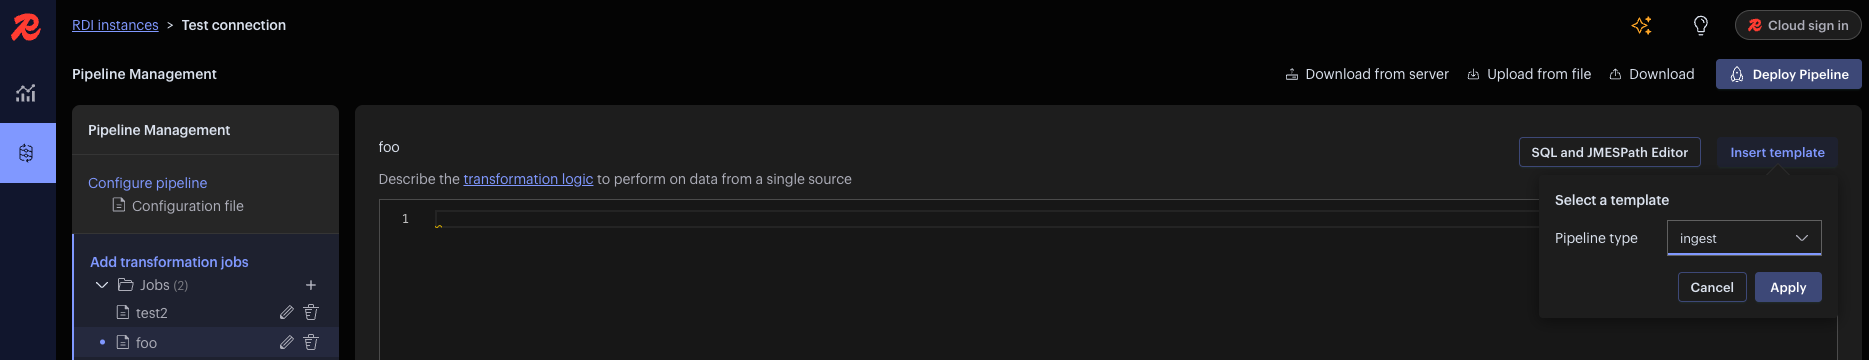 RDI instances > Test connection
Cloud sign in
Pipeline Management
Download from server
Upload from file
Download
Deploy Pipeline
Pipeline Management
Configure pipeline
Configuration file
Add transformation jobs
Jobs (2)
test2
foo
foo
SQL and JMESPath Editor
Insert template
Describe the transformation logic to perform on data from a single source
1
Select a template
Pipeline type
ingest
Cancel
Apply